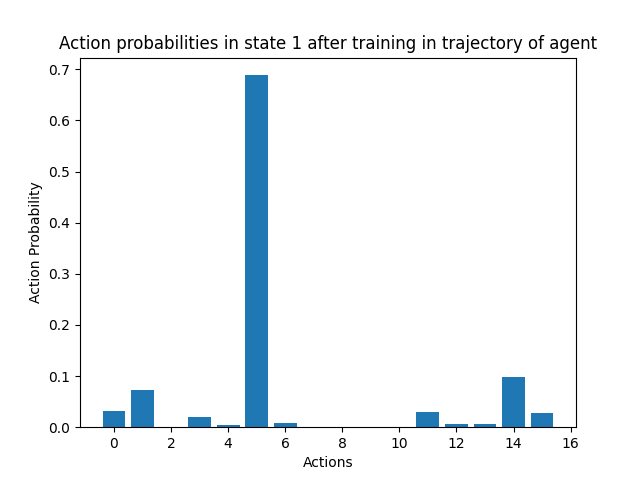 Action probabilities in state 1 after training in trajectory of agent
0.7
0.6
0.5
0.4
0.3
0.2
0.1
0.0
Action Probability
0 2 4 6 8 10 12 14 16
Actions